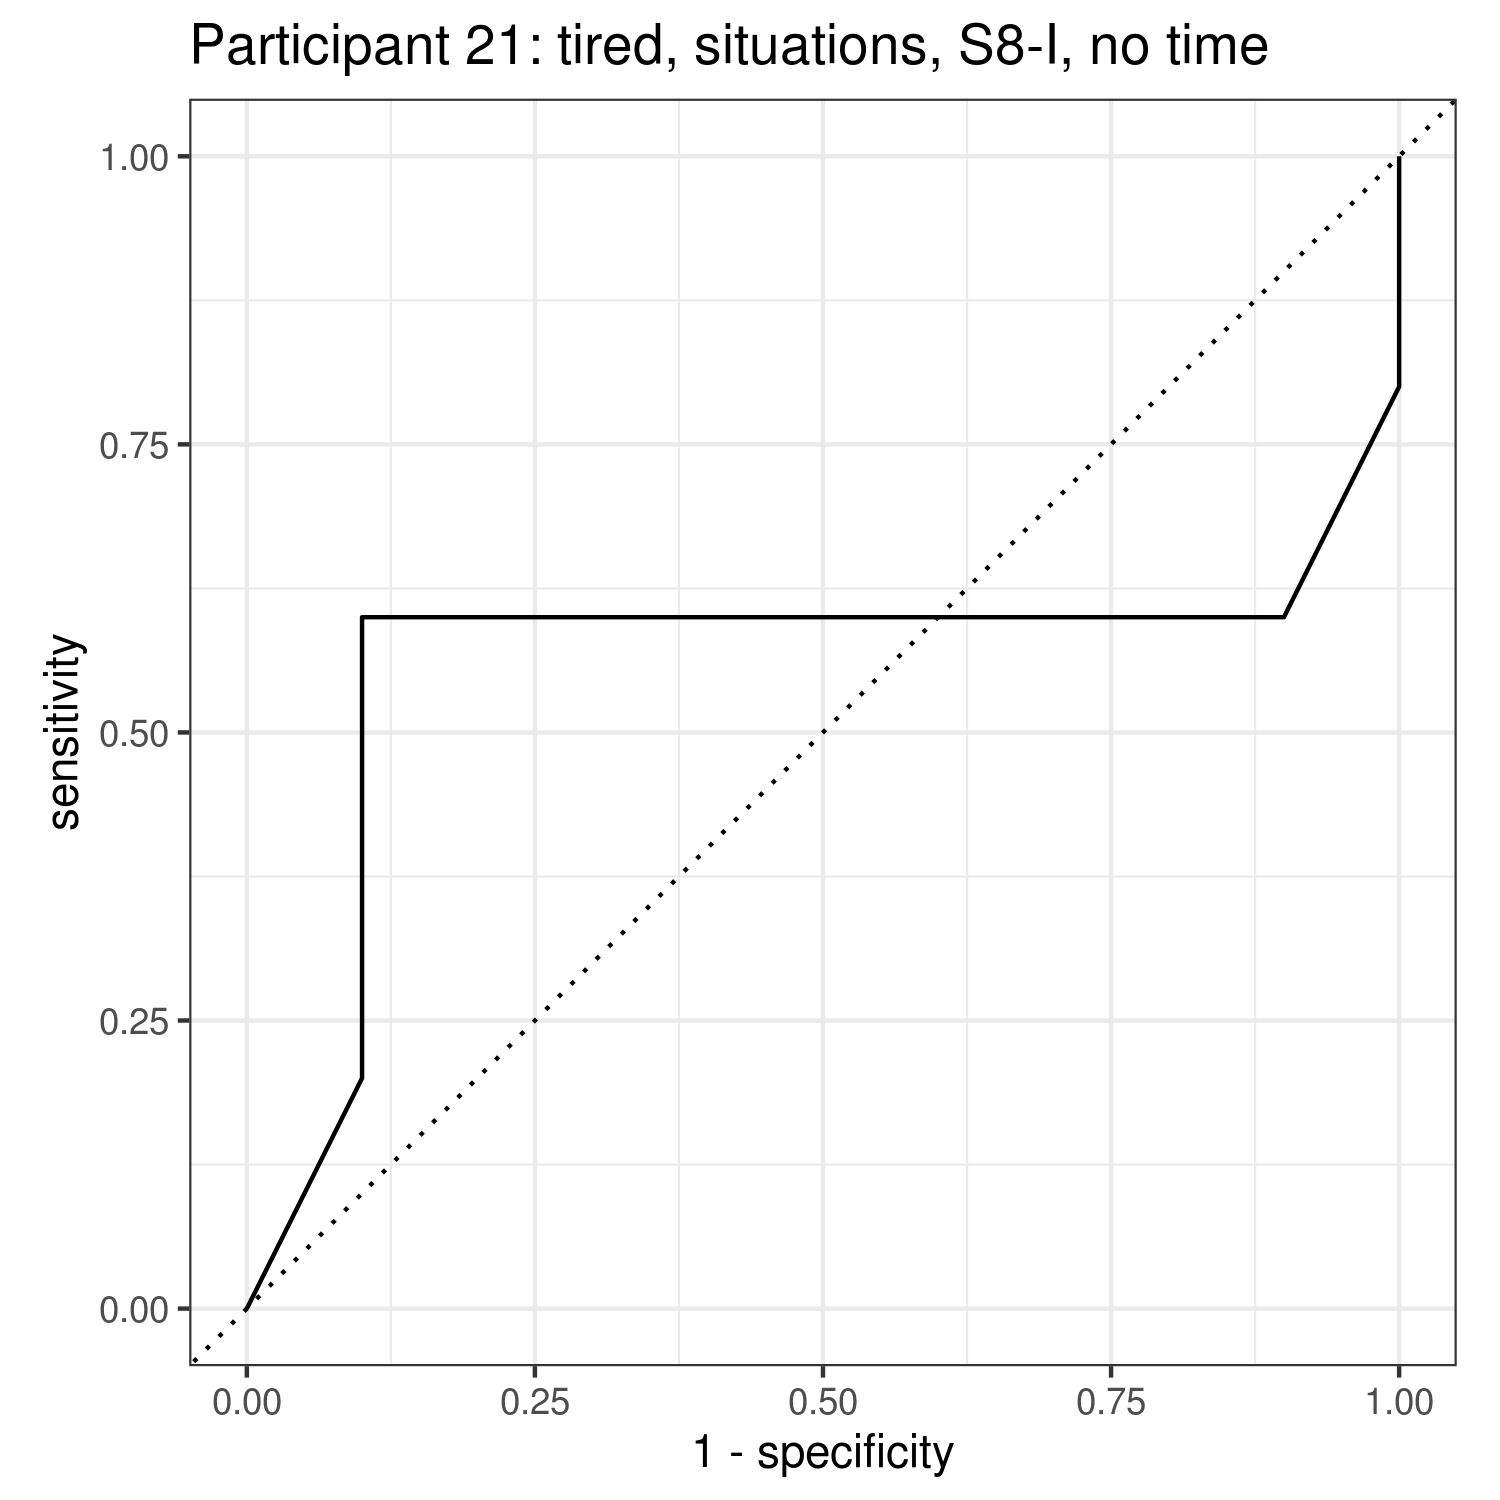 Participant 21: tired, situations, S8-I, no time
1.00
0.75
0.50
0.25
0.00
sensitivity
0.00 0.25 0.50 0.75 1.00
1 - specificity